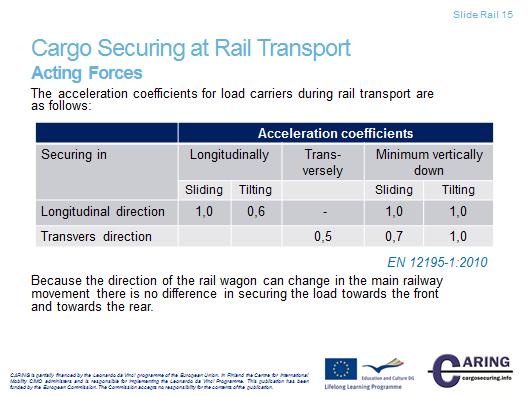 Slide Rail 15
Cargo Securing at Rail Transport
Acting Forces
The acceleration coefficients for load carriers during rail transport are
as follows:
Acceleration coefficients
Securing in Longitudinally Trans- Minimum vertically
versely down
Sliding Tilting Sliding Tilting
Longitudinal direction 1,0 0,6 - 1,0 1,0
Transvers direction 0,5 0,7 1,0
EN 12195-1:2010
Because the direction of the rail wagon can change in the main railway
movement there is no difference in securing the load towards the front
and towards the rear.
CARING is partially financed by the Leonardo da Vinci programme of the European Union. In Finland the Centre for International
Mobility CIMO administers and is responsible for implementing the Leonardo da Vinci Programme. This publication has been
funded by the European Commission. The Commission accepts no responsibility for the contents of the publication.
Education and Culture DG
Lifelong Learning Programme
CARING
cargosecuring.info